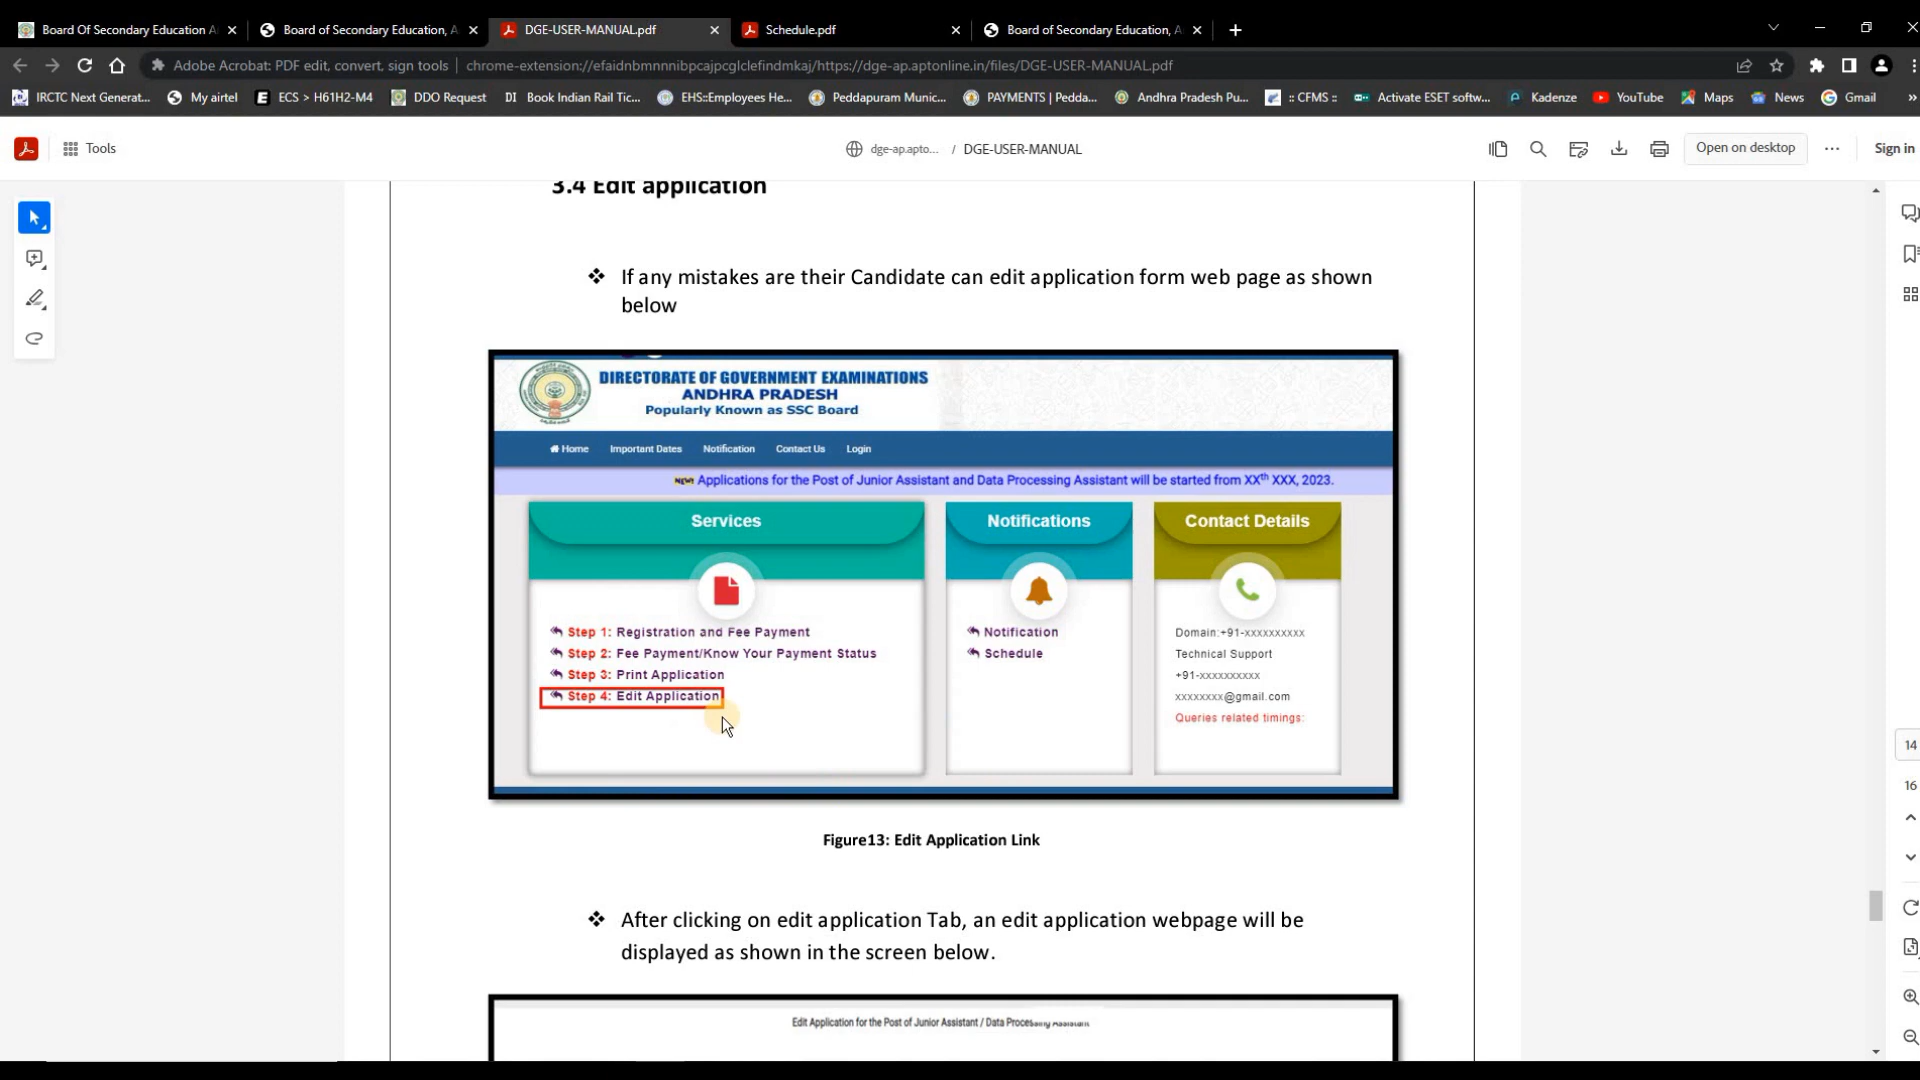 Board Of Secondary Education A
Board of Secondary Education, A
DGE-USER-MANUAL.pdf
Schedule.pdf
Board of Secondary Education, A
Adobe Acrobat: PDF edit, convert, sign tools
chrome-extension://efaidnbmnnnibpcajpcglclefindmkaj/https://dge-ap.aptonline.in/files/DGE-USER-MANUAL.pdf
IRCTC Next Generat...
My airtel
ECS > H61H2-M4
DDO Request
DI Book Indian Rail Tic...
EHS::Employees He...
Peddapuram Munic...
PAYMENTS | Pedda...
Andhra Pradesh Pu...
:: CFMS ::
Activate ESET softw...
Kadenze
YouTube
Maps
News
Gmail
Tools
dge-ap.apto... / DGE-USER-MANUAL
Open on desktop
Sign in
3.4 Edit application
❖ If any mistakes are their Candidate can edit application form web page as shown
below
DIRECTORATE OF GOVERNMENT EXAMINATIONS
ANDHRA PRADESH
Popularly Known as SSC Board
Home Important Dates Notification Contact Us Login
NEW! Applications for the Post of Junior Assistant and Data Processing Assistant will be started from XXth XXX, 2023.
Services
Step 1: Registration and Fee Payment
Step 2: Fee Payment/Know Your Payment Status
Step 3: Print Application
Step 4: Edit Application
Notifications
Notification
Schedule
Contact Details
Domain:+91-xxxxxxxxxx
Technical Support
+91-xxxxxxxxxx
xxxxxxxx@gmail.com
Queries related timings:
Figure13: Edit Application Link
❖ After clicking on edit application Tab, an edit application webpage will be
displayed as shown in the screen below.
Edit Application for the Post of Junior Assistant / Data Processing Assistant
14
16